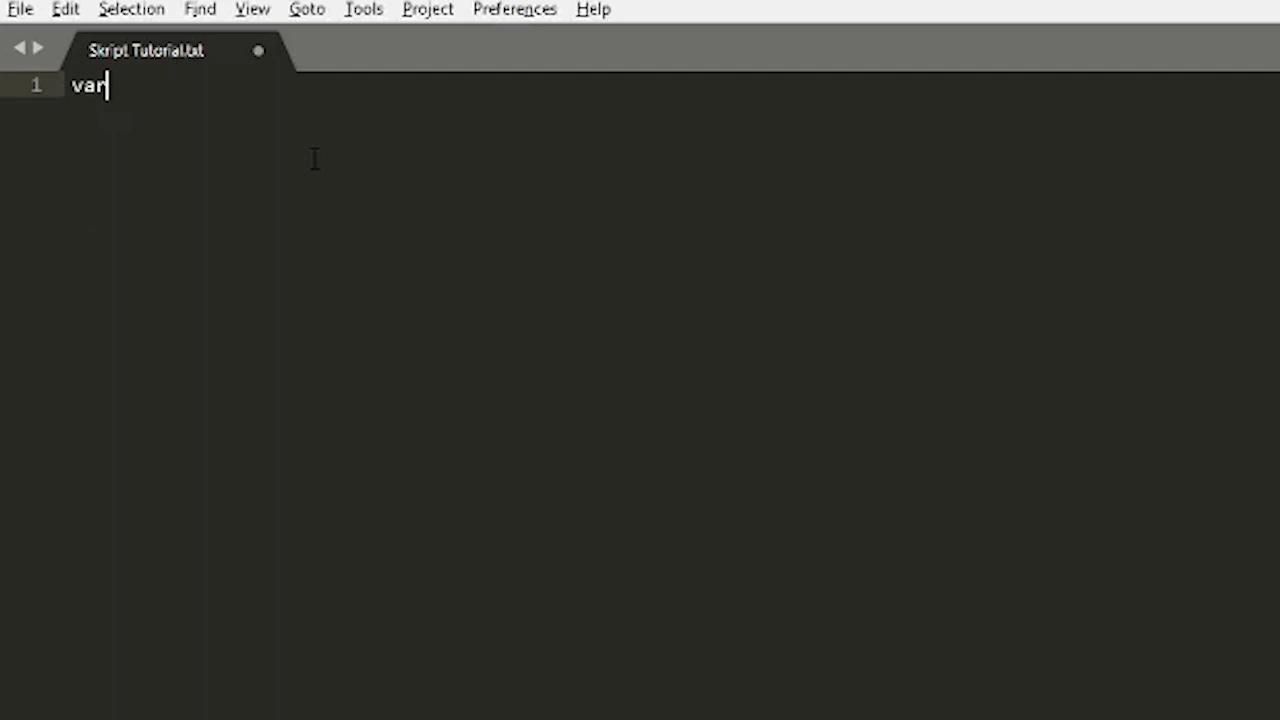 File Edit Selection Find View Goto Tools Project Preferences Help
Skript Tutorial.txt
1 var